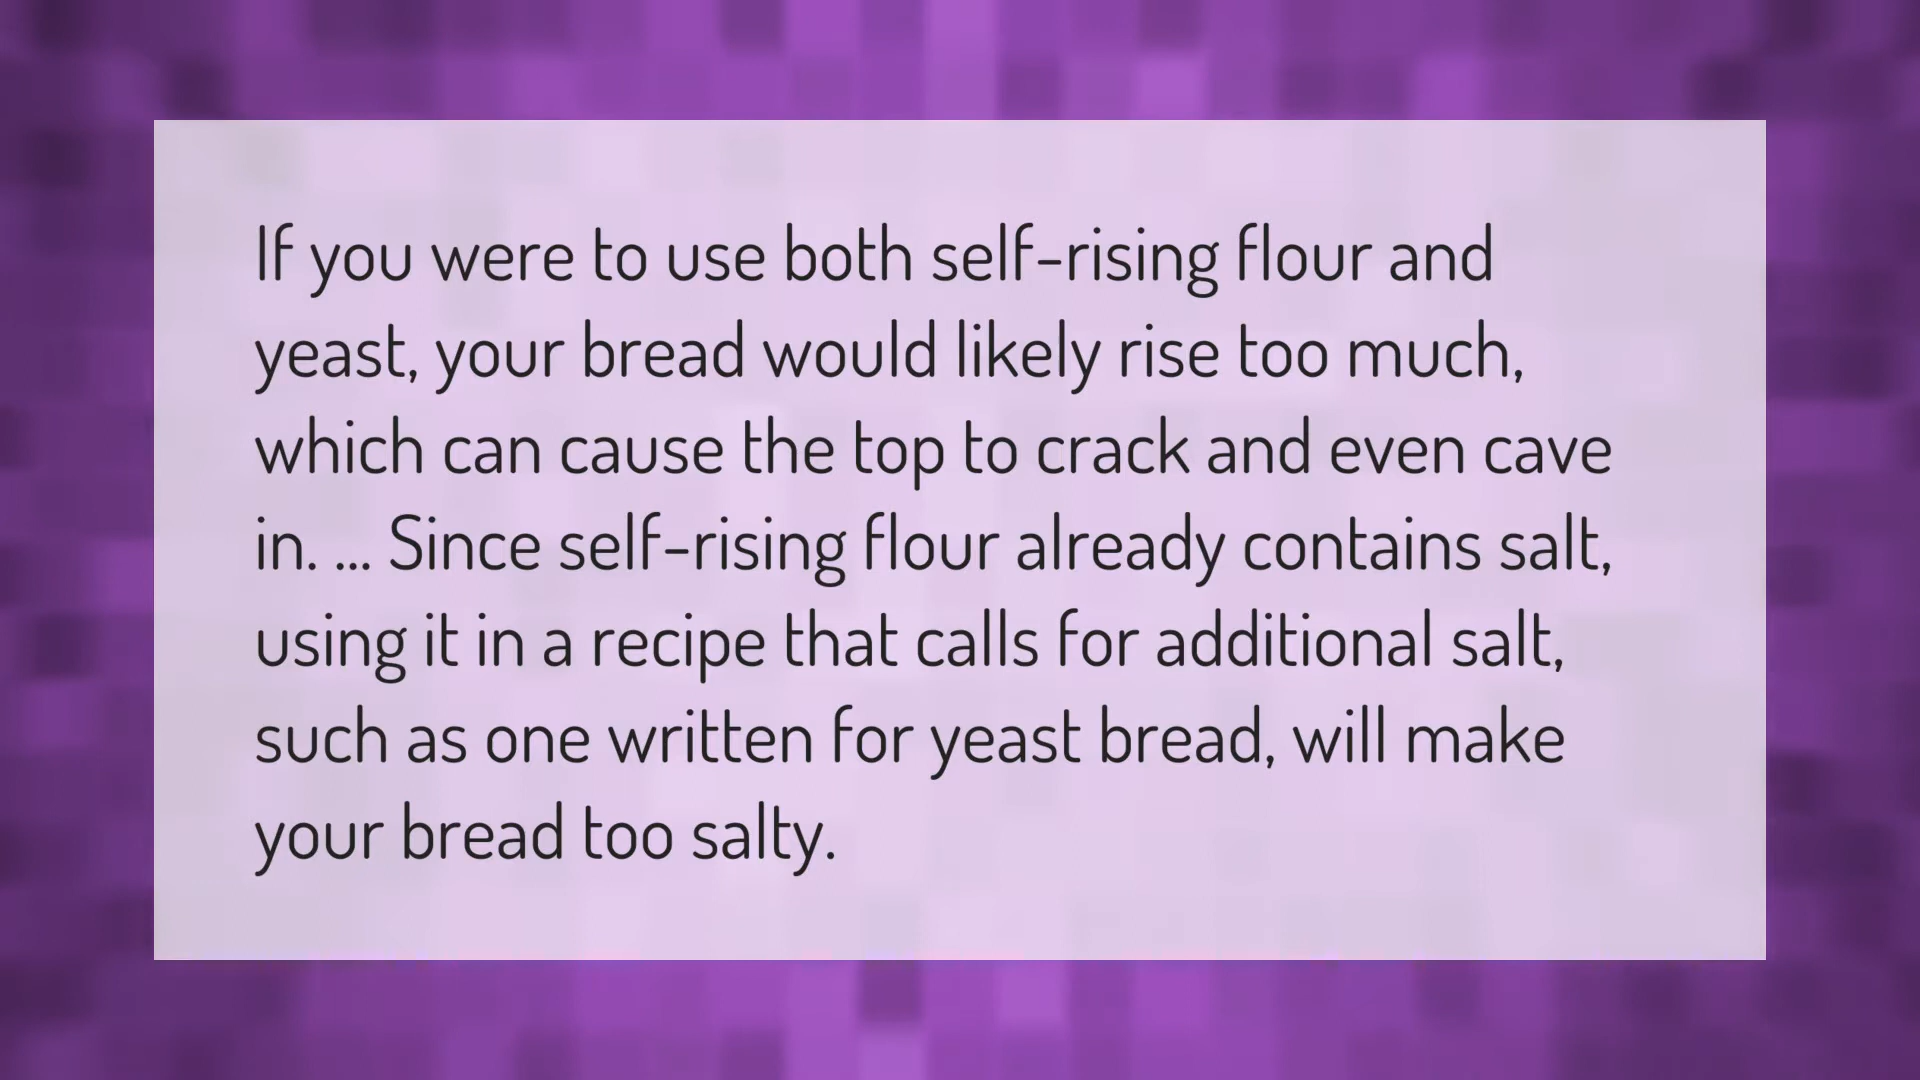 If you were to use both self-rising flour and
yeast, your bread would likely rise too much,
which can cause the top to crack and even cave
in. ... Since self-rising flour already contains salt,
using it in a recipe that calls for additional salt,
such as one written for yeast bread, will make
your bread too salty.